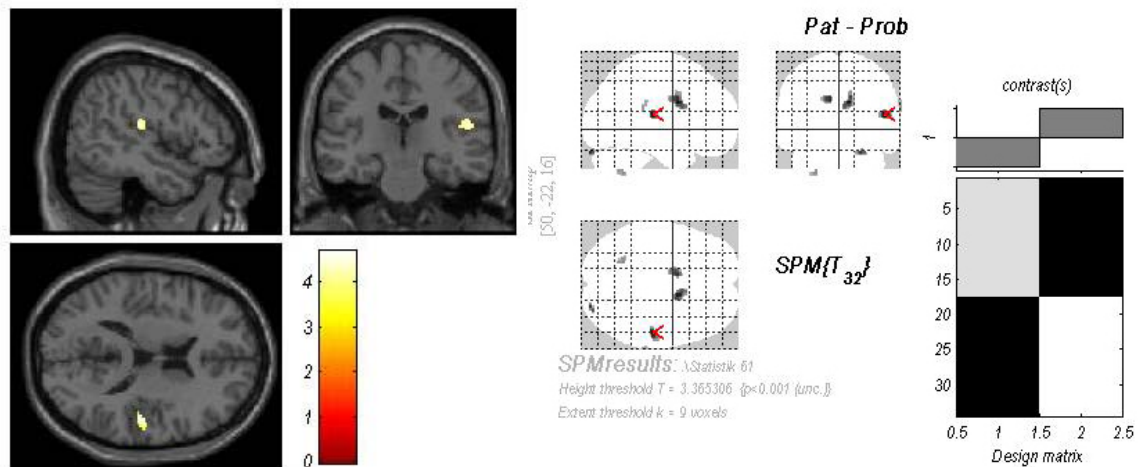 Pat - Prob
contrast(s)
1
[50, -22, 16]
SPM{T32}
4
3
2
1
0
SPMresults: .\Statistik 61
Height threshold T = 3.365306 {p<0.001 (unc.)}
Extent threshold k = 9 voxels
5
10
15
20
25
30
0.5 1 1.5 2 2.5
Design matrix